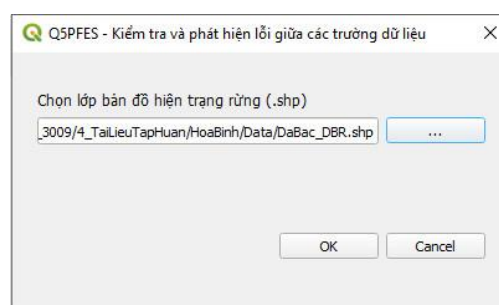 Q5PFES - Kiểm tra và phát hiện lỗi giữa các trường dữ liệu
Chọn lớp bản đồ hiện trạng rừng (.shp)
_3009/4_TaiLieuTapHuan/HoaBinh/Data/DaBac_DBR.shp ...
OK Cancel